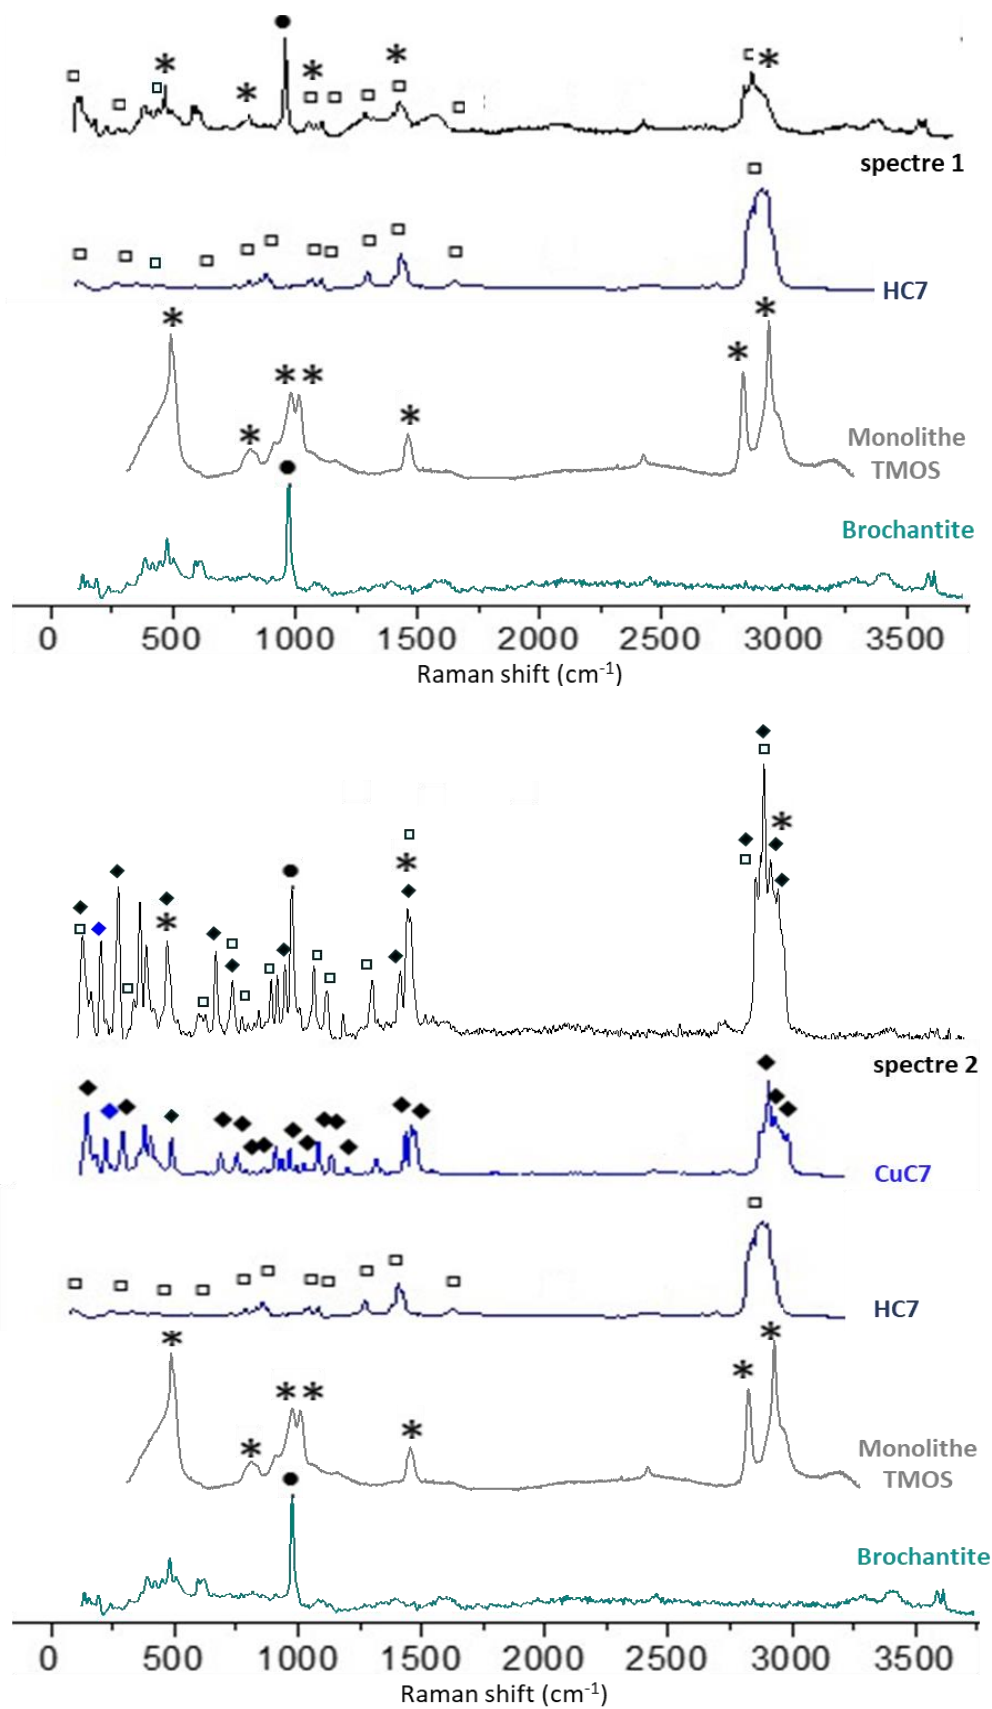 spectre 1
HC7
Monolithe
TMOS
Brochantite
0 500 1000 1500 2000 2500 3000 3500
Raman shift (cm-1)
spectre 2
CuC7
HC7
Monolithe
TMOS
Brochantite
0 500 1000 1500 2000 2500 3000 3500
Raman shift (cm-1)